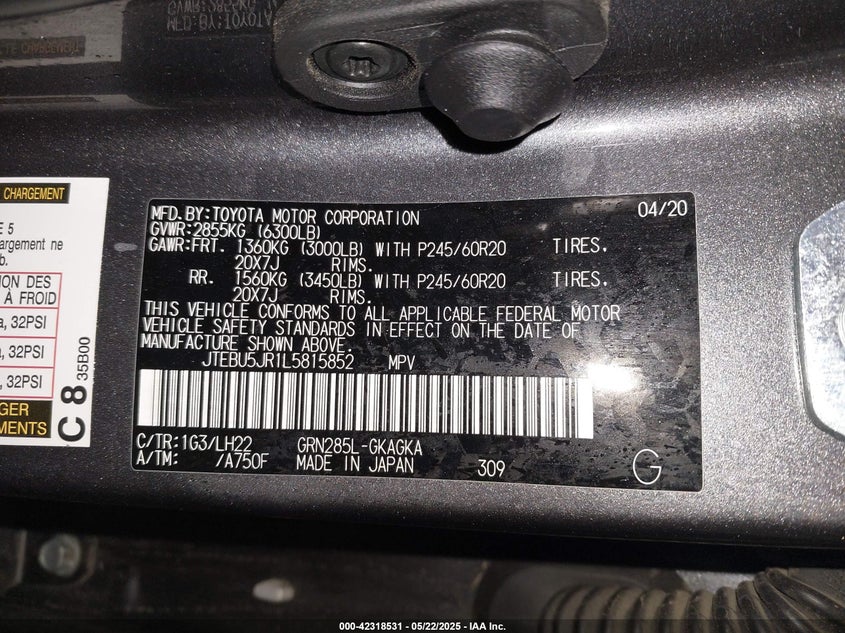 MFD. BY: TOYOTA
CHARGEMENT
E 5
argement ne
b.
ION DES
À FROID
a, 32PSI
a, 32PSI
, 32PSI
GER
EMENTS
C 8
35B00
MFD.BY:TOYOTA MOTOR CORPORATION 04/20
GVWR:2855KG (6300LB)
GAWR:FRT. 1360KG (3000LB) WITH P245/60R20 TIRES.
20X7J RIMS.
RR. 1560KG (3450LB) WITH P245/60R20 TIRES.
20X7J RIMS.
THIS VEHICLE CONFORMS TO ALL APPLICABLE FEDERAL MOTOR
VEHICLE SAFETY STANDARDS IN EFFECT ON THE DATE OF
MANUFACTURE SHOWN ABOVE.
JTEBU5JR1L5815852 MPV
C/TR:1G3/LH22 GRN285L-GKAGKA
A/TM: /A750F MADE IN JAPAN 309 G
000-42318531 - 05/22/2025 - IAA Inc.